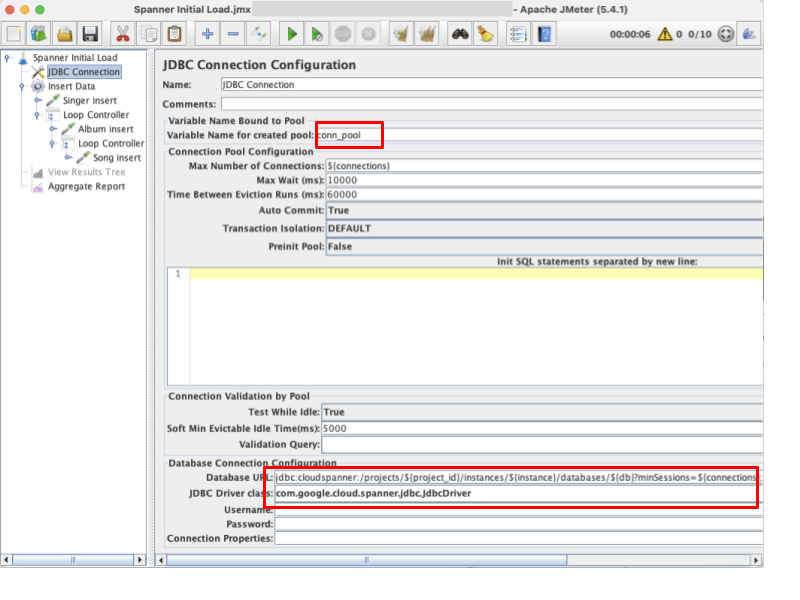 Spanner Initial Load.jmx - Apache JMeter (5.4.1)
00:00:06 0 0/10
Spanner Initial Load
JDBC Connection
Insert Data
Singer insert
Loop Controller
Album insert
Loop Controller
Song insert
View Results Tree
Aggregate Report
JDBC Connection Configuration
Name: JDBC Connection
Comments:
Variable Name Bound to Pool
Variable Name for created pool: conn_pool
Connection Pool Configuration
Max Number of Connections: ${connections}
Max Wait (ms): 10000
Time Between Eviction Runs (ms): 60000
Auto Commit: True
Transaction Isolation: DEFAULT
Preinit Pool: False
Init SQL statements separated by new line:
1
Connection Validation by Pool
Test While Idle: True
Soft Min Evictable Idle Time(ms): 5000
Validation Query:
Database Connection Configuration
Database URL: jdbc:cloudspanner:/projects/${project_id}/instances/${instance}/databases/${db}?minSessions=${connections
JDBC Driver class: com.google.cloud.spanner.jdbc.JdbcDriver
Username:
Password:
Connection Properties: